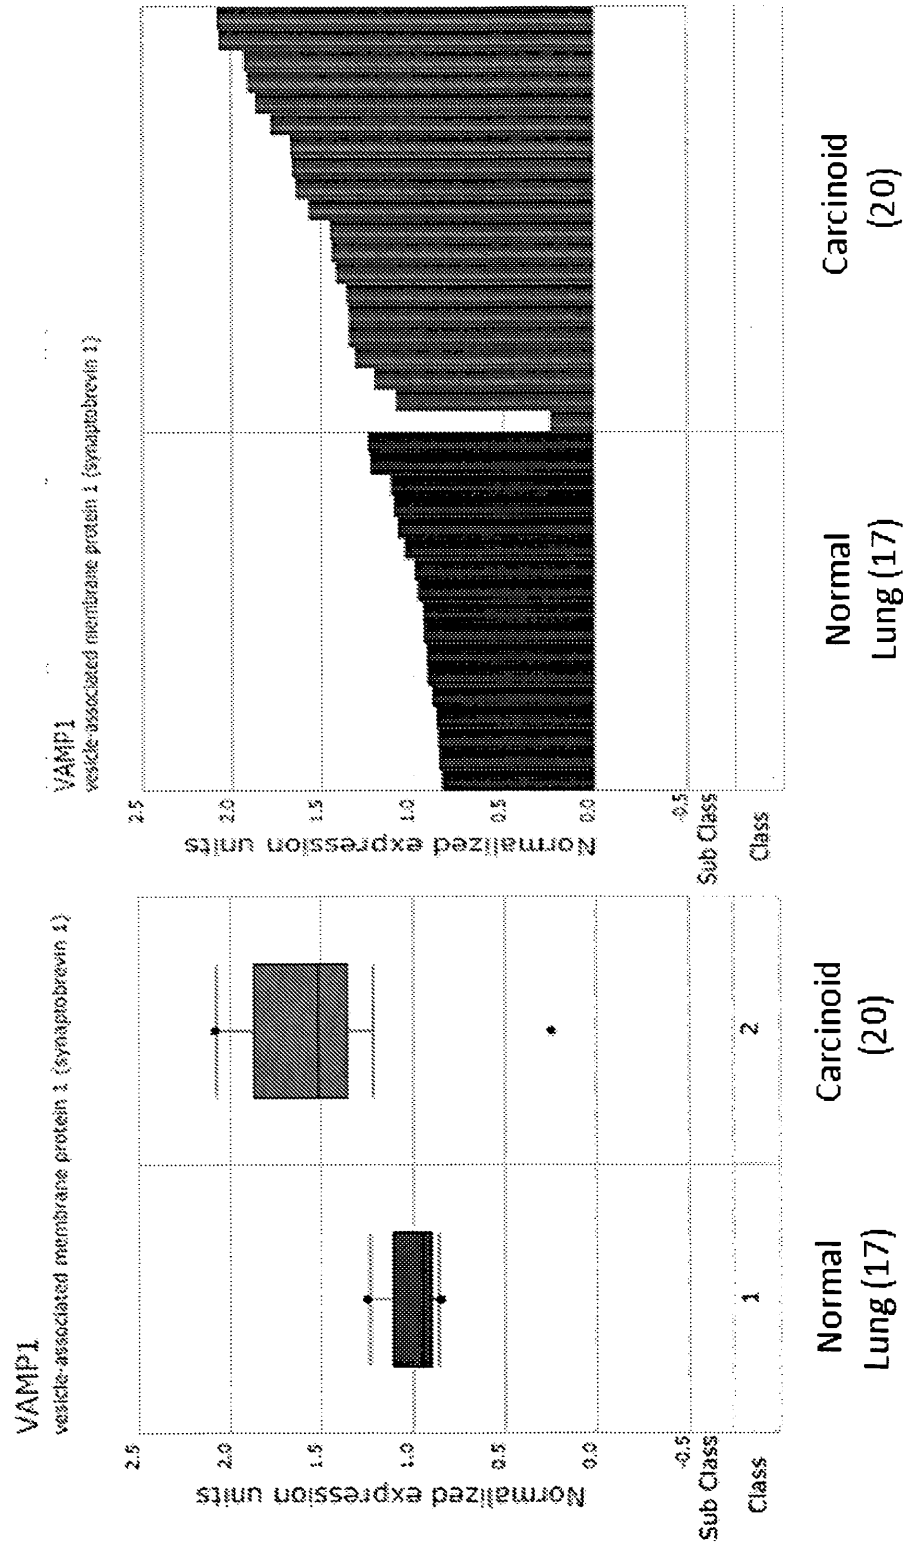 VAMP1
vesicle-associated membrane protein 1 (synaptobrevin 1)
Normalized expression units
2.5
2.0
1.5
1.0
0.5
0.0
-0.5
Sub Class
Class
1
2
Normal
Lung (17)
Carcinoid
(20)
VAMP1
vesicle-associated membrane protein 1 (synaptobrevin 1)
Normalized expression units
2.5
2.0
1.5
1.0
0.5
0.0
-0.5
Sub Class
Class
Normal
Lung (17)
Carcinoid
(20)